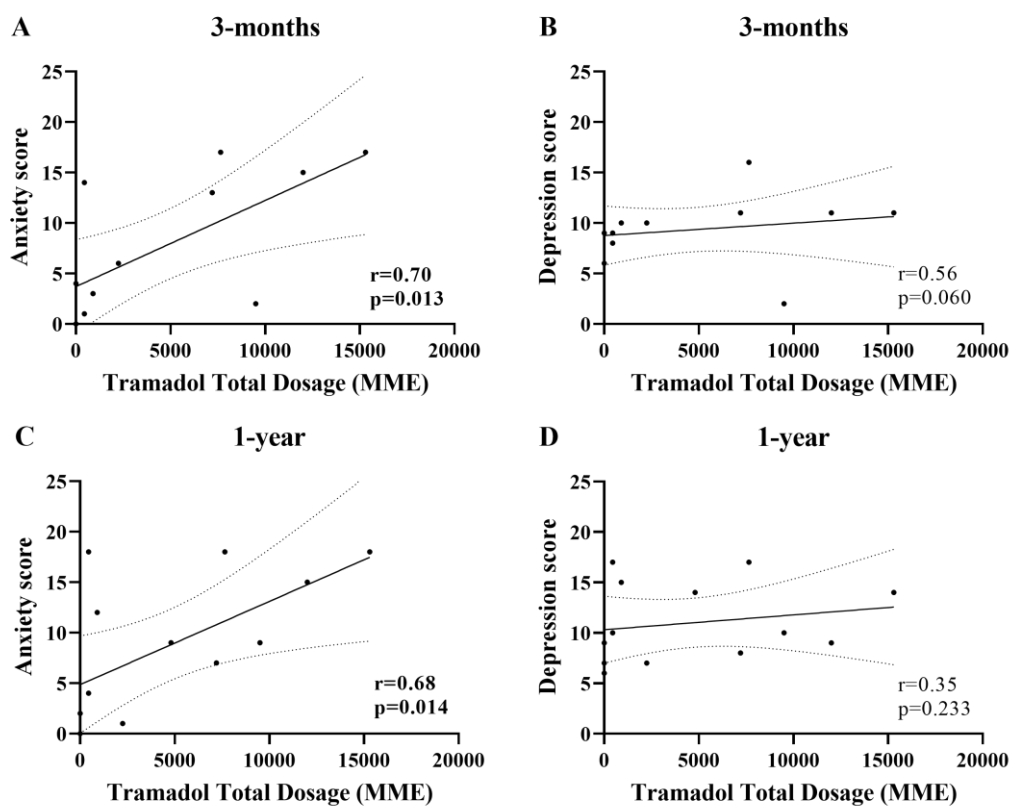 A
3-months
25
20
15
10
5
0
Anxiety score
r=0.70
p=0.013
0 5000 10000 15000 20000
Tramadol Total Dosage (MME)
B
3-months
25
20
15
10
5
0
Depression score
r=0.56
p=0.060
0 5000 10000 15000 20000
Tramadol Total Dosage (MME)
C
1-year
25
20
15
10
5
0
Anxiety score
r=0.68
p=0.014
0 5000 10000 15000 20000
Tramadol Total Dosage (MME)
D
1-year
25
20
15
10
5
0
Depression score
r=0.35
p=0.233
0 5000 10000 15000 20000
Tramadol Total Dosage (MME)